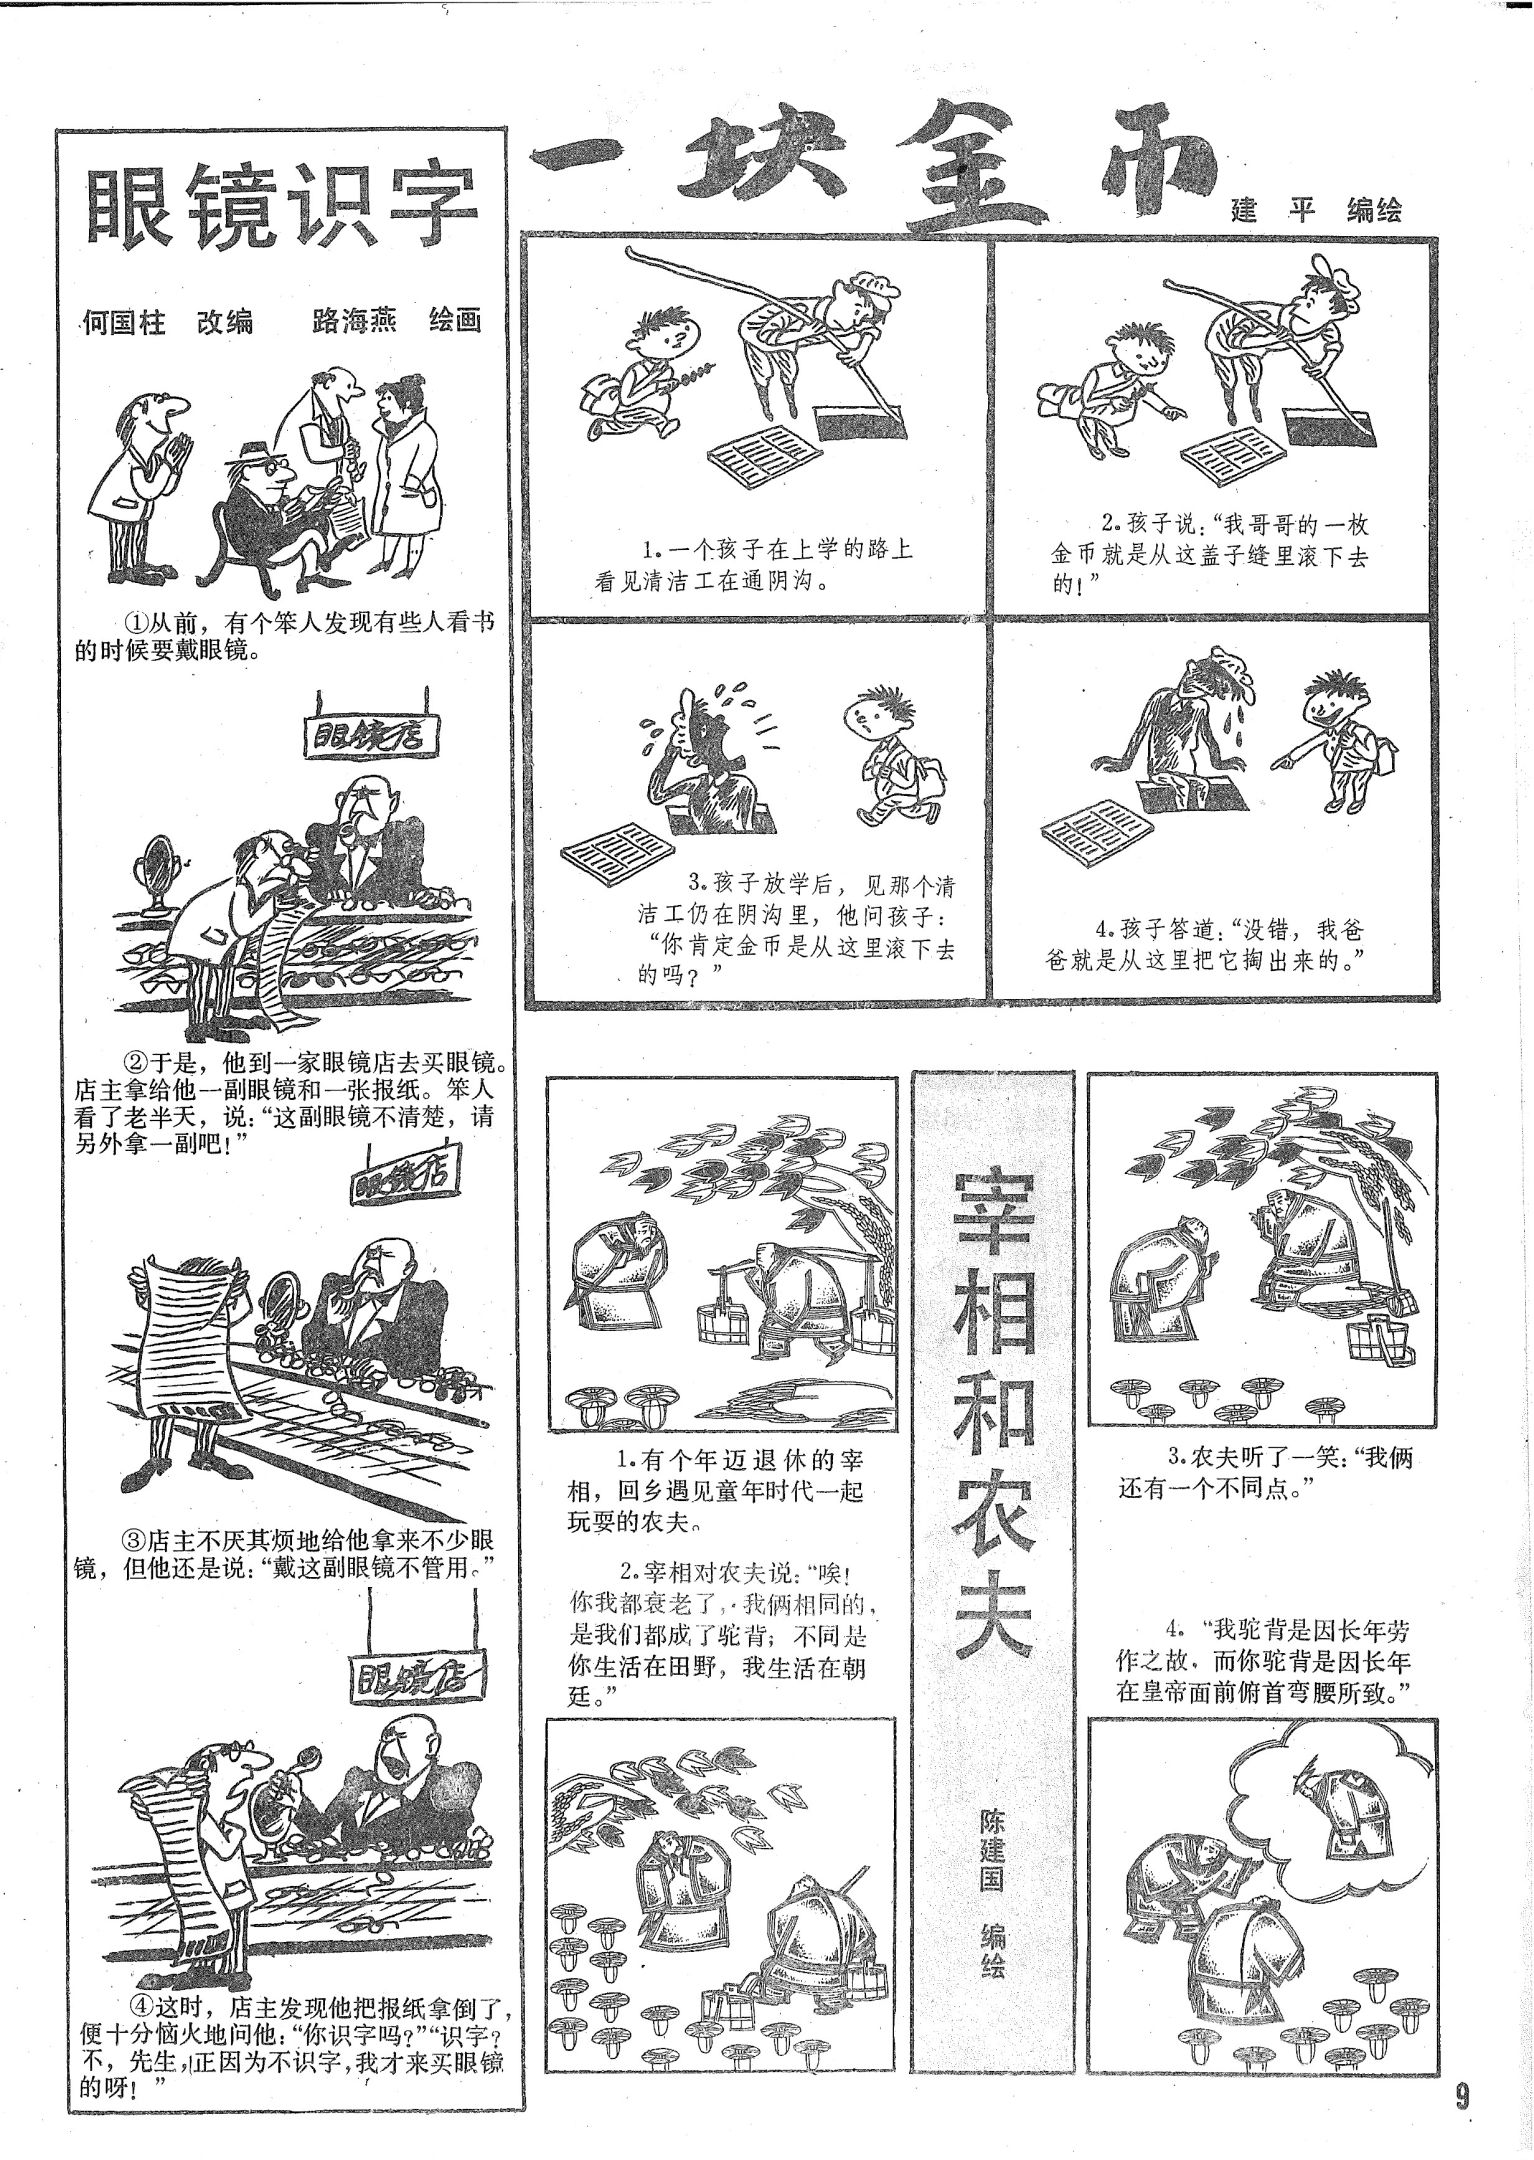 眼镜识字
何国柱 改编 路海燕 绘画
①从前，有个笨人发现有些人看书
的时候要戴眼镜。
眼镜店
②于是，他到一家眼镜店去买眼镜。
店主拿给他一副眼镜和一张报纸。笨人
看了老半天，说：“这副眼镜不清楚，请
另外拿一副吧！”
眼镜店
③店主不厌其烦地给他拿来不少眼
镜，但他还是说：“戴这副眼镜不管用。”
眼镜店
④这时，店主发现他把报纸拿倒了，
便十分恼火地问他：“你识字吗？”“识字？
不，先生，正因为不识字，我才来买眼镜
的呀！”
一块金币
建平 编绘
1。一个孩子在上学的路上
看见清洁工在通阴沟。
2。孩子说：“我哥哥的一枚
金币就是从这盖子缝里滚下去
的！”
3。孩子放学后，见那个清
洁工仍在阴沟里，他问孩子：
“你肯定金币是从这里滚下去
的吗？”
4。孩子答道：“没错，我爸
爸就是从这里把它掏出来的。”
宰相和农夫
陈建国 编绘
1。有个年迈退休的宰
相，回乡遇见童年时代一起
玩耍的农夫。
2。宰相对农夫说：“唉！
你我都衰老了，我俩相同的，
是我们都成了驼背；不同是
你生活在田野，我生活在朝
廷。”
3。农夫听了一笑：“我俩
还有一个不同点。”
4。“我驼背是因长年劳
作之故，而你驼背是因长年
在皇帝面前俯首弯腰所致。”
9